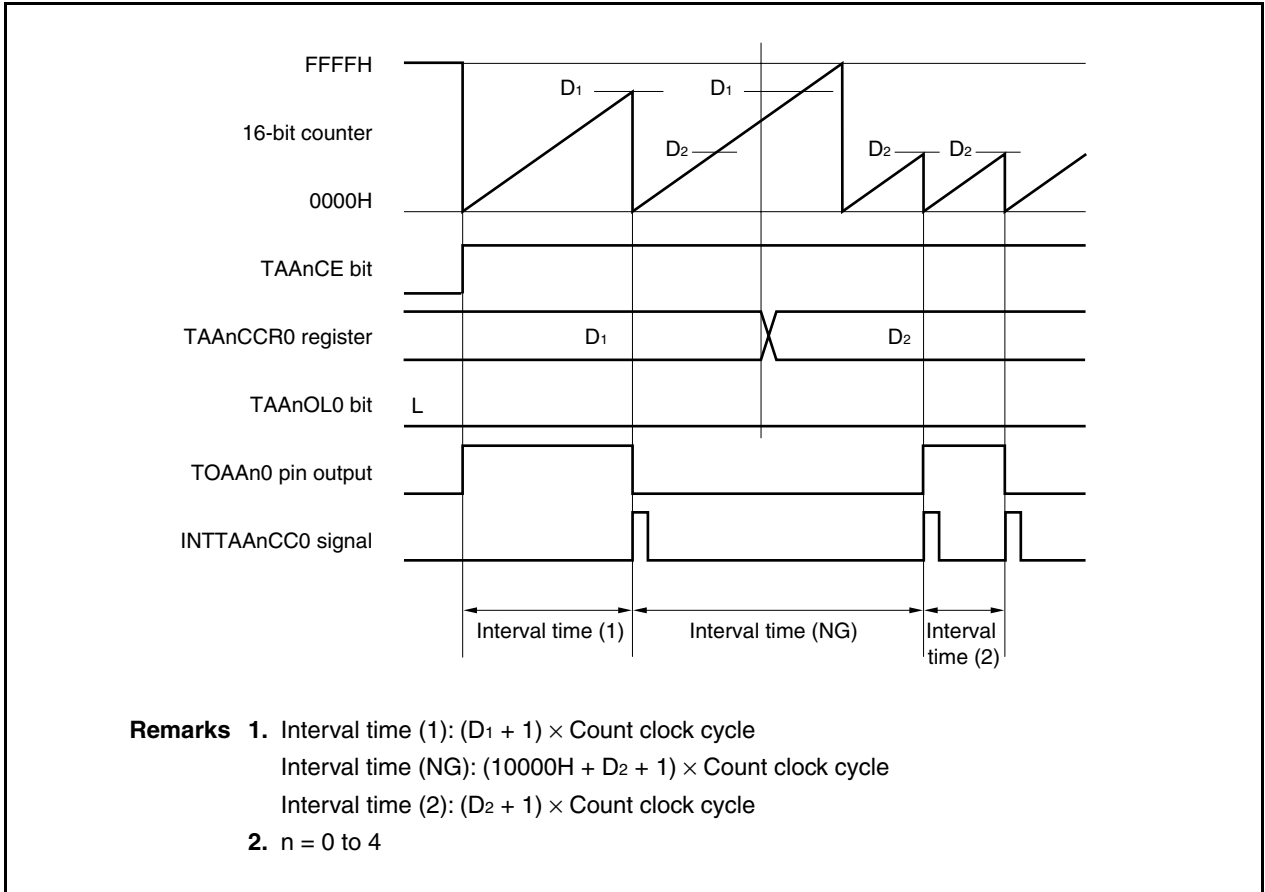 FFFFH
D1
D1
16-bit counter
D2
D2
D2
0000H
TAAnCE bit
TAAnCCR0 register
D1
D2
TAAnOL0 bit
L
TOAAn0 pin output
INTTAAnCC0 signal
Interval time (1)
Interval time (NG)
Interval
time (2)
Remarks 1. Interval time (1): (D1 + 1) × Count clock cycle
Interval time (NG): (10000H + D2 + 1) × Count clock cycle
Interval time (2): (D2 + 1) × Count clock cycle
2. n = 0 to 4